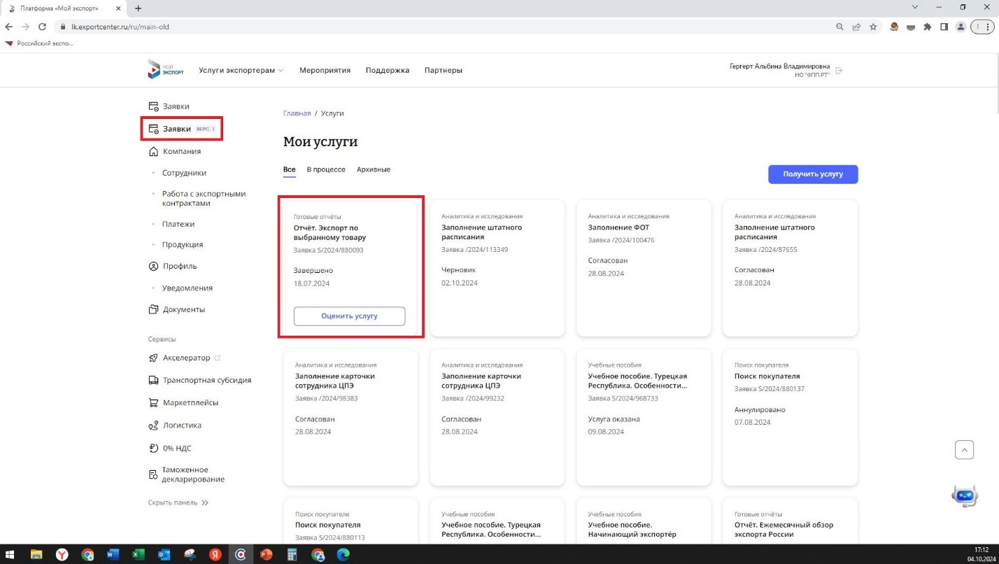 Платформа «Мой экспорт»
lk.exportcenter.ru/ru/main-old
Российский экспо...
МОЙ
ЭКСПОРТ
Услуги экспортерам
Мероприятия
Поддержка
Партнеры
Гергерт Альбина Владимировна
НО "ФПП РТ"
Заявки
Заявки ВЕРС. 1
Компания
Сотрудники
Работа с экспортными
контрактами
Платежи
Продукция
Профиль
Уведомления
Документы
Сервисы
Акселератор
Транспортная субсидия
Маркетплейсы
Логистика
0% НДС
Таможенное
декларирование
Скрыть панель
Главная / Услуги
Мои услуги
Все
В процессе
Архивные
Получить услугу
Готовые отчёты
Отчёт. Экспорт по
выбранному товару
Заявка S/2024/880093
Завершено
18.07.2024
Оценить услугу
Аналитика и исследования
Заполнение штатного
расписания
Заявка /2024/113349
Черновик
02.10.2024
Аналитика и исследования
Заполнение ФОТ
Заявка /2024/100476
Согласован
28.08.2024
Аналитика и исследования
Заполнение штатного
расписания
Заявка /2024/87655
Согласован
28.08.2024
Аналитика и исследования
Заполнение карточки
сотрудника ЦПЭ
Заявка /2024/98383
Согласован
28.08.2024
Аналитика и исследования
Заполнение карточки
сотрудника ЦПЭ
Заявка /2024/99232
Согласован
28.08.2024
Учебные пособия
Учебное пособие. Турецкая
Республика. Особенности...
Заявка S/2024/968733
Услуга оказана
09.08.2024
Поиск покупателя
Поиск покупателя
Заявка S/2024/880137
Аннулировано
07.08.2024
Поиск покупателя
Поиск покупателя
Заявка S/2024/880113
Учебные пособия
Учебное пособие. Турецкая
Республика. Особенности...
Учебные пособия
Учебное пособие.
Начинающий экспортёр
Готовые отчёты
Отчёт. Ежемесячный обзор
экспорта России
17:12
04.10.2024